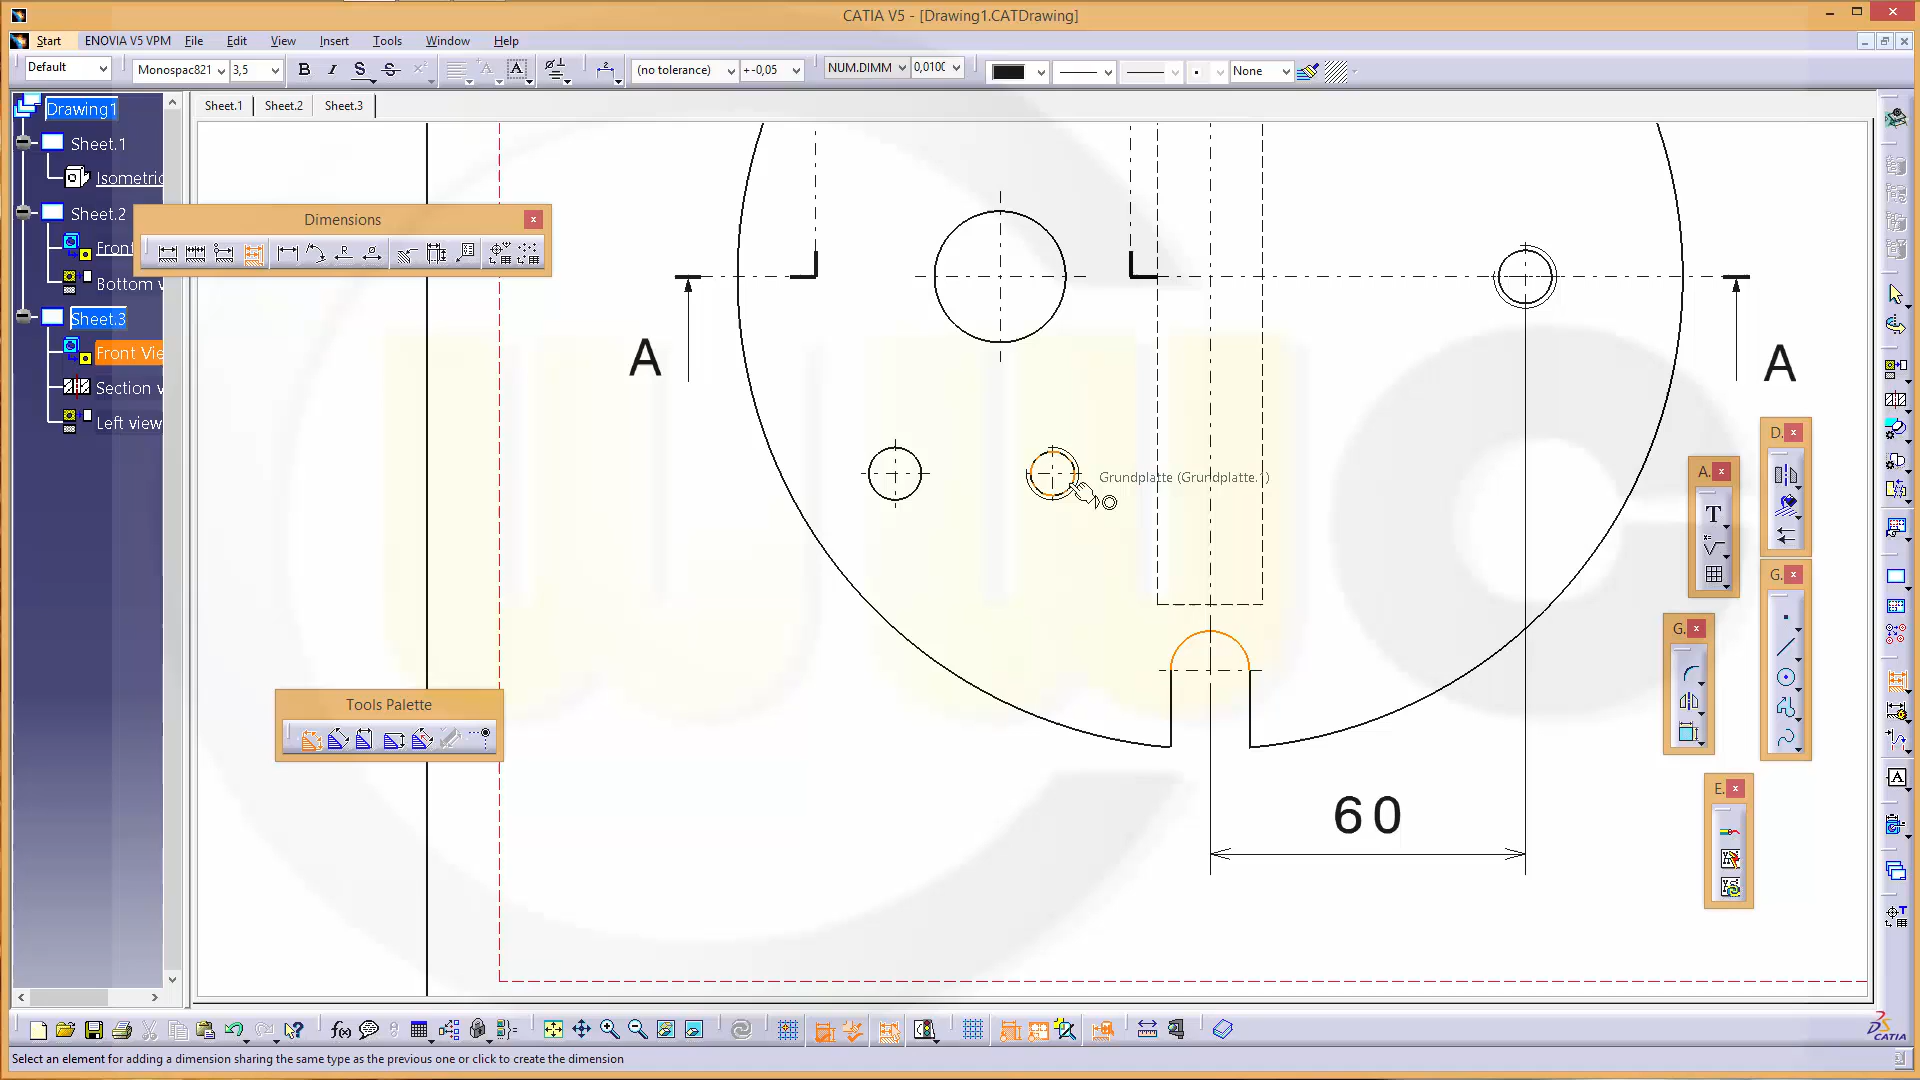 CATIA V5 - [Drawing1.CATDrawing]
Start ENOVIA V5 VPM File Edit View Insert Tools Window Help
Default Monospac821 3,5 B I S S (no tolerance) +-0,05 NUM.DIMM 0,010 None
Drawing1
Sheet.1 Sheet.2 Sheet.3
Sheet.1
Isometric
Sheet.2
Front
Bottom v
Sheet.3
Front Vie
Section v
Left view
Dimensions
A A
Grundplatte (Grundplatte.1)
D.
A.
T
G.
G.
E.
Tools Palette
60
CATIA
Select an element for adding a dimension sharing the same type as the previous one or click to create the dimension